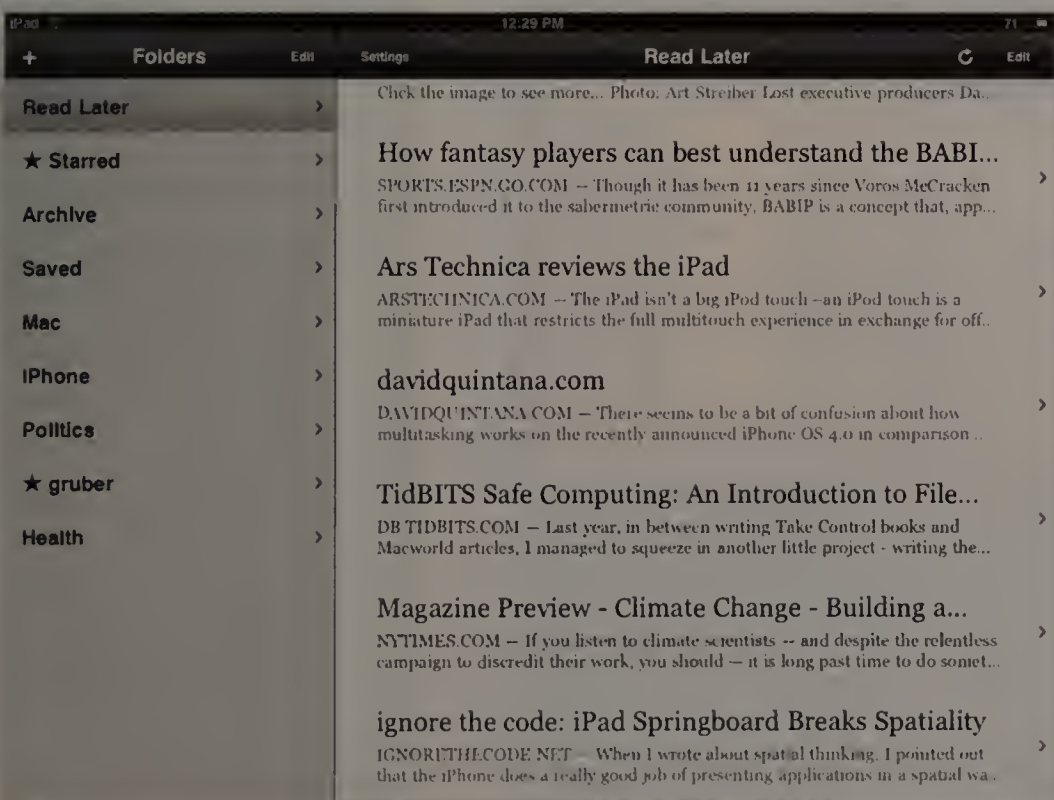 iPad
12:29 PM
71
+
Folders
Edit
Settings
Read Later
Edit
Read Later
★ Starred
Archive
Saved
Mac
iPhone
Politics
★ gruber
Health
Click the image to see more... Photo: Art Streiber Lost executive producers Da...
How fantasy players can best understand the BABI...
SPORTS.ESPN.GO.COM — Though it has been 11 years since Voros McCracken
first introduced it to the sabermetric community, BABIP is a concept that, app...
Ars Technica reviews the iPad
ARSTECHNICA.COM — The iPad isn't a big iPod touch—an iPod touch is a
miniature iPad that restricts the full multitouch experience in exchange for off...
davidquintana.com
DAVIDQUINTANA.COM — There seems to be a bit of confusion about how
multitasking works on the recently announced iPhone OS 4.0 in comparison ...
TidBITS Safe Computing: An Introduction to File...
DB.TIDBITS.COM — Last year, in between writing Take Control books and
Macworld articles, I managed to squeeze in another little project - writing the...
Magazine Preview - Climate Change - Building a...
NYTIMES.COM — If you listen to climate scientists -- and despite the relentless
campaign to discredit their work, you should — it is long past time to do somet...
ignore the code: iPad Springboard Breaks Spatiality
IGNORETHECODE.NET — When I wrote about spatial thinking, I pointed out
that the iPhone does a really good job of presenting applications in a spatial wa...